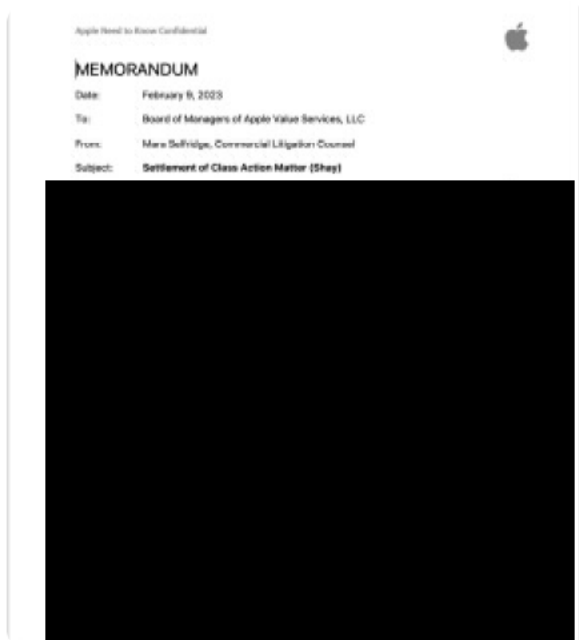 Apple Need to Know Confidential
MEMORANDUM
Date: February 9, 2023
To: Board of Managers of Apple Value Services, LLC
From: Mara Selfridge, Commercial Litigation Counsel
Subject: Settlement of Class Action Matter (Shay)